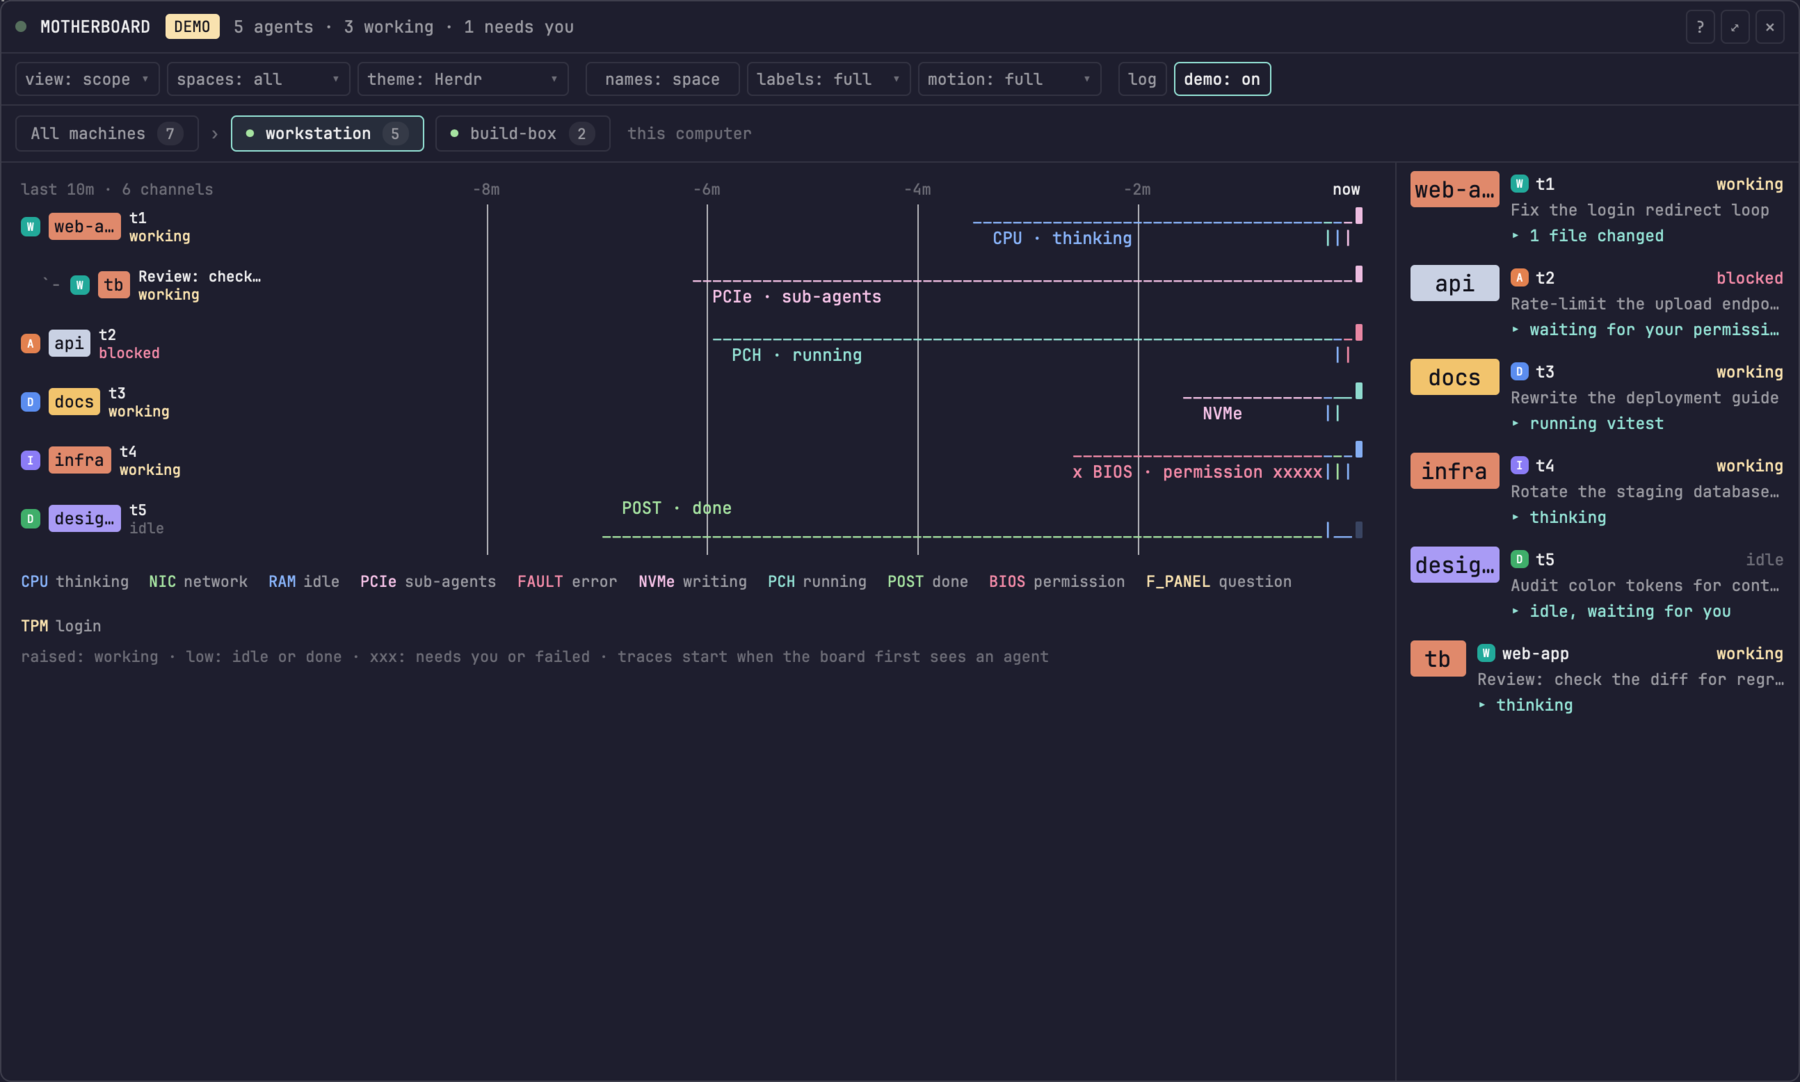 MOTHERBOARD DEMO 5 agents · 3 working · 1 needs you ? ⤢ ×
view: scope ▾ spaces: all ▾ theme: Herdr ▾ names: space labels: full ▾ motion: full ▾ log demo: on
All machines 7 › workstation 5 build-box 2 this computer
last 10m · 6 channels -8m -6m -4m -2m now
W web-a… t1
working
CPU · thinking
`- W tb Review: check…
working
PCIe · sub-agents
A api t2
blocked
PCH · running
D docs t3
working
NVMe
I infra t4
working
x BIOS · permission xxxxx
POST · done
D desig… t5
idle
CPU thinking NIC network RAM idle PCIe sub-agents FAULT error NVMe writing PCH running POST done BIOS permission F_PANEL question
TPM login
raised: working · low: idle or done · xxx: needs you or failed · traces start when the board first sees an agent
web-a… W t1 working
Fix the login redirect loop
▸ 1 file changed
api A t2 blocked
Rate-limit the upload endpo…
▸ waiting for your permissi…
docs D t3 working
Rewrite the deployment guide
▸ running vitest
infra I t4 working
Rotate the staging database…
▸ thinking
desig… D t5 idle
Audit color tokens for cont…
▸ idle, waiting for you
tb W web-app working
Review: check the diff for regr…
▸ thinking